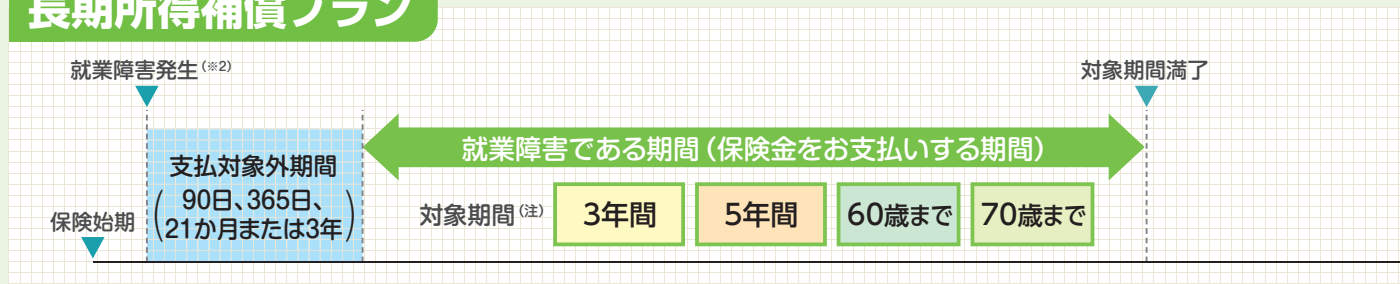 長期所得補償プラン
就業障害発生(※2)
対象期間満了
就業障害である期間(保険金をお支払いする期間)
支払対象外期間
(90日、365日、
21か月または3年)
保険始期
対象期間(注)
3年間
5年間
60歳まで
70歳まで